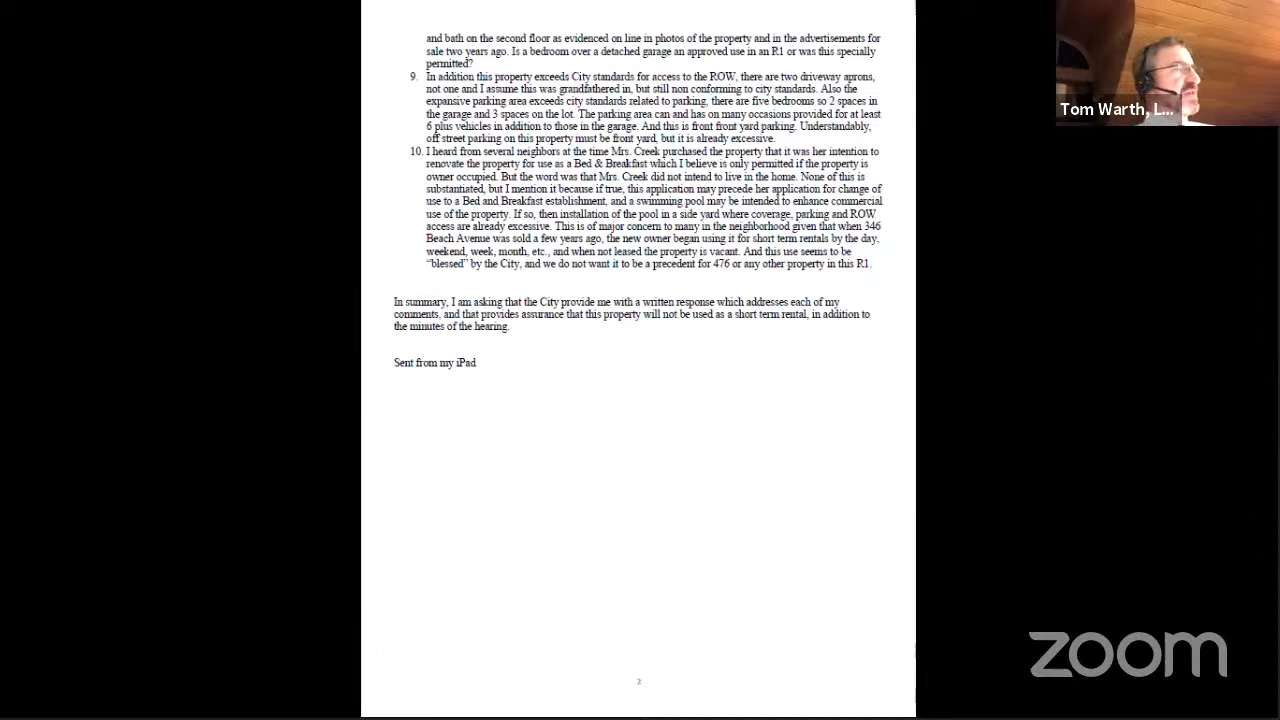 and bath on the second floor as evidenced on line in photos of the property and in the advertisements for
sale two years ago. Is a bedroom over a detached garage an approved use in an R1 or was this specially
permitted?
9. In addition this property exceeds City standards for access to the ROW, there are two driveway aprons,
not one and I assume this was grandfathered in, but still non conforming to city standards. Also the
expansive parking area exceeds city standards related to parking, there are five bedrooms so 2 spaces in
the garage and 3 spaces on the lot. The parking area can and has on many occasions provided for at least
6 plus vehicles in addition to those in the garage. And this is front front yard parking. Understandably,
off street parking on this property must be front yard, but it is already excessive.
10. I heard from several neighbors at the time Mrs. Creek purchased the property that it was her intention to
renovate the property for use as a Bed & Breakfast which I believe is only permitted if the property is
owner occupied. But the word was that Mrs. Creek did not intend to live in the home. None of this is
substantiated, but I mention it because if true, this application may precede her application for change of
use to a Bed and Breakfast establishment, and a swimming pool may be intended to enhance commercial
use of the property. If so, then installation of the pool in a side yard where coverage, parking and ROW
access are already excessive. This is of major concern to many in the neighborhood given that when 346
Beach Avenue was sold a few years ago, the new owner began using it for short term rentals by the day,
weekend, week, month, etc., and when not leased the property is vacant. And this use seems to be
“blessed” by the City, and we do not want it to be a precedent for 476 or any other property in this R1.
In summary, I am asking that the City provide me with a written response which addresses each of my
comments, and that provides assurance that this property will not be used as a short term rental, in addition to
the minutes of the hearing.
Sent from my iPad
2
Tom Warth, L...
zoom